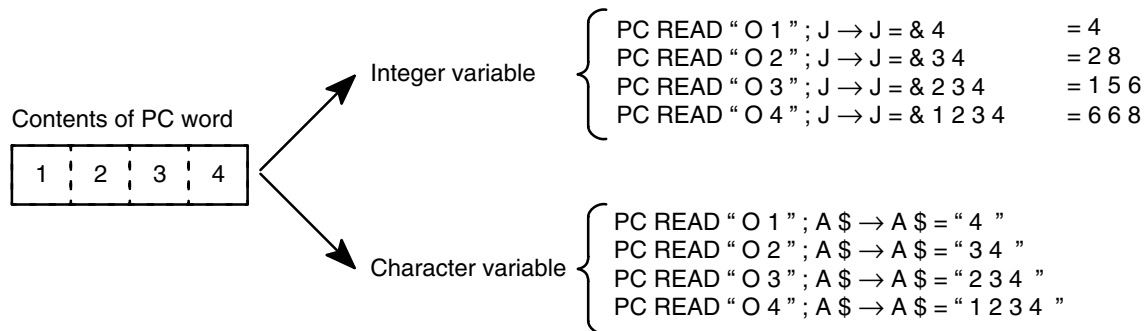 PC READ “ O 1 ” ; J → J = & 4 = 4
PC READ “ O 2 ” ; J → J = & 3 4 = 2 8
PC READ “ O 3 ” ; J → J = & 2 3 4 = 1 5 6
PC READ “ O 4 ” ; J → J = & 1 2 3 4 = 6 6 8
Integer variable
Contents of PC word
1 2 3 4
PC READ “ O 1 ” ; A $ → A $ = “ 4 ”
PC READ “ O 2 ” ; A $ → A $ = “ 3 4 ”
PC READ “ O 3 ” ; A $ → A $ = “ 2 3 4 ”
PC READ “ O 4 ” ; A $ → A $ = “ 1 2 3 4 ”
Character variable